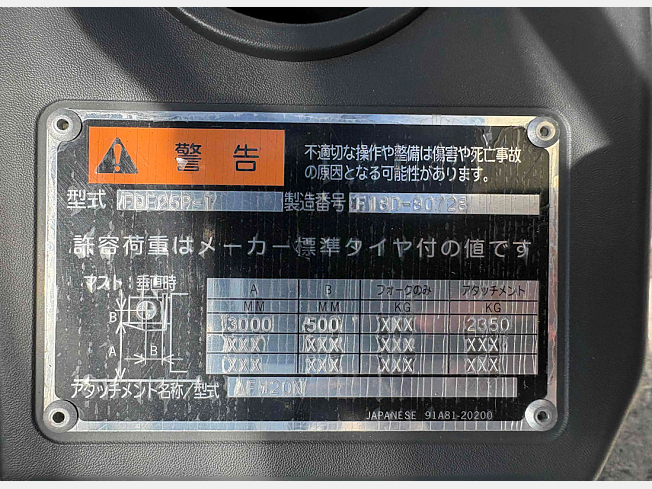 警告
不適切な操作や整備は傷害や死亡事故
の原因となる可能性があります。
型式 製造番号
許容荷重はメーカー標準タイヤ付の値です
マスト:垂直時
A B フォークのみ アタッチメント
MM MM KG KG
3000 500 XXX 2350
XXX XXX XXX XXX
XXX XXX XXX XXX
B
A B
アタッチメント名称/型式
JAPANESE 91A81-20200